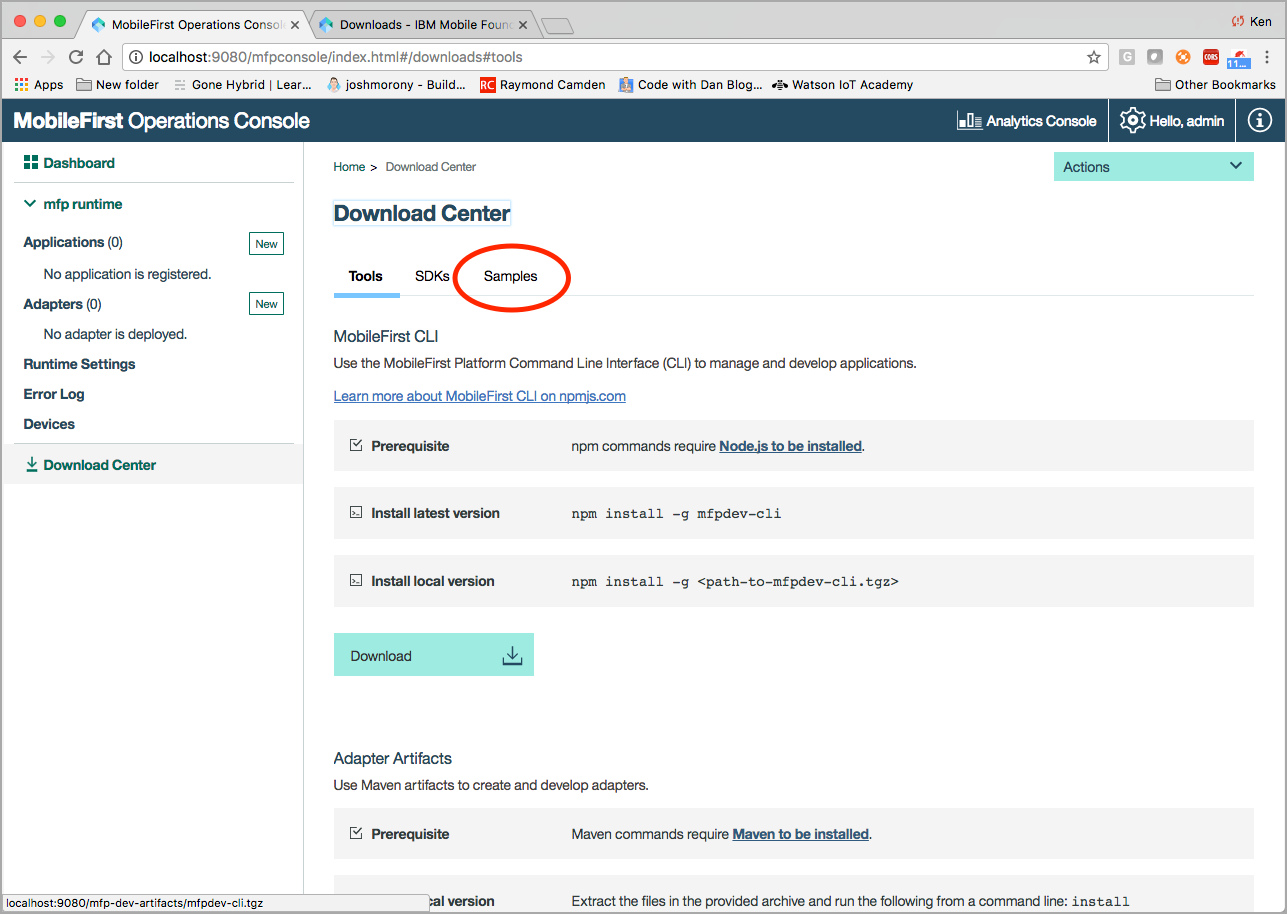 MobileFirst Operations Consol
Downloads - IBM Mobile Foun
Ken
localhost:9080/mfpconsole/index.html#/downloads#tools
G
CORS
11...
Apps
New folder
Gone Hybrid | Lear...
joshmorony - Build...
RC Raymond Camden
Code with Dan Blog...
Watson IoT Academy
Other Bookmarks
MobileFirst Operations Console
Analytics Console
Hello, admin
Dashboard
mfp runtime
Applications (0)
New
No application is registered.
Adapters (0)
New
No adapter is deployed.
Runtime Settings
Error Log
Devices
Download Center
Home > Download Center
Actions
Download Center
Tools
SDKs
Samples
MobileFirst CLI
Use the MobileFirst Platform Command Line Interface (CLI) to manage and develop applications.
Learn more about MobileFirst CLI on npmjs.com
Prerequisite
npm commands require Node.js to be installed.
Install latest version
npm install -g mfpdev-cli
Install local version
npm install -g <path-to-mfpdev-cli.tgz>
Download
Adapter Artifacts
Use Maven artifacts to create and develop adapters.
Prerequisite
Maven commands require Maven to be installed.
cal version
Extract the files in the provided archive and run the following from a command line: install
localhost:9080/mfp-dev-artifacts/mfpdev-cli.tgz